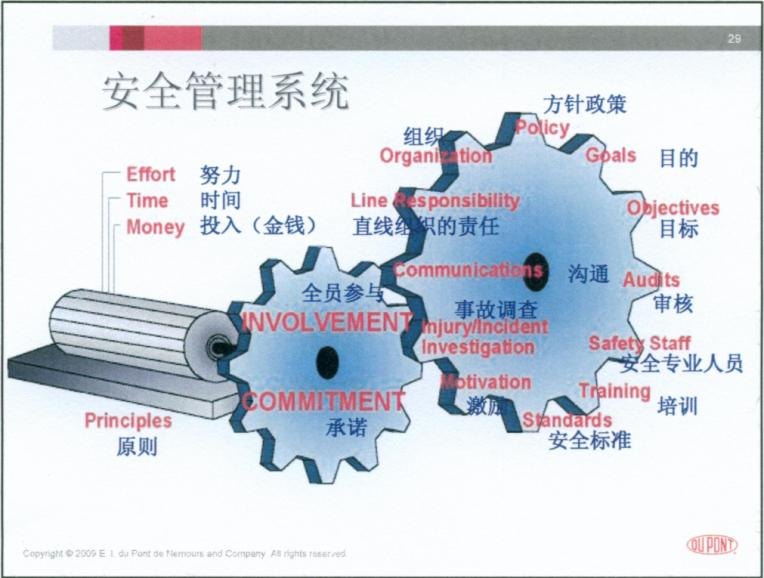 29
安全管理系统
Effort 努力
Time 时间
Money 投入（金钱）
方针政策
Policy
组织
Organization
Goals 目的
Line Responsibility
直线组织的责任
Objectives
目标
Communications 沟通
Audits
审核
全员参与
INVOLVEMENT
事故调查
Injury/Incident
Investigation
Safety Staff
安全专业人员
Motivation
激励
Training 培训
COMMITMENT
承诺
Standards
安全标准
Principles
原则
Copyright © 2009 E. I. du Pont de Nemours and Company. All rights reserved.
DU PONT